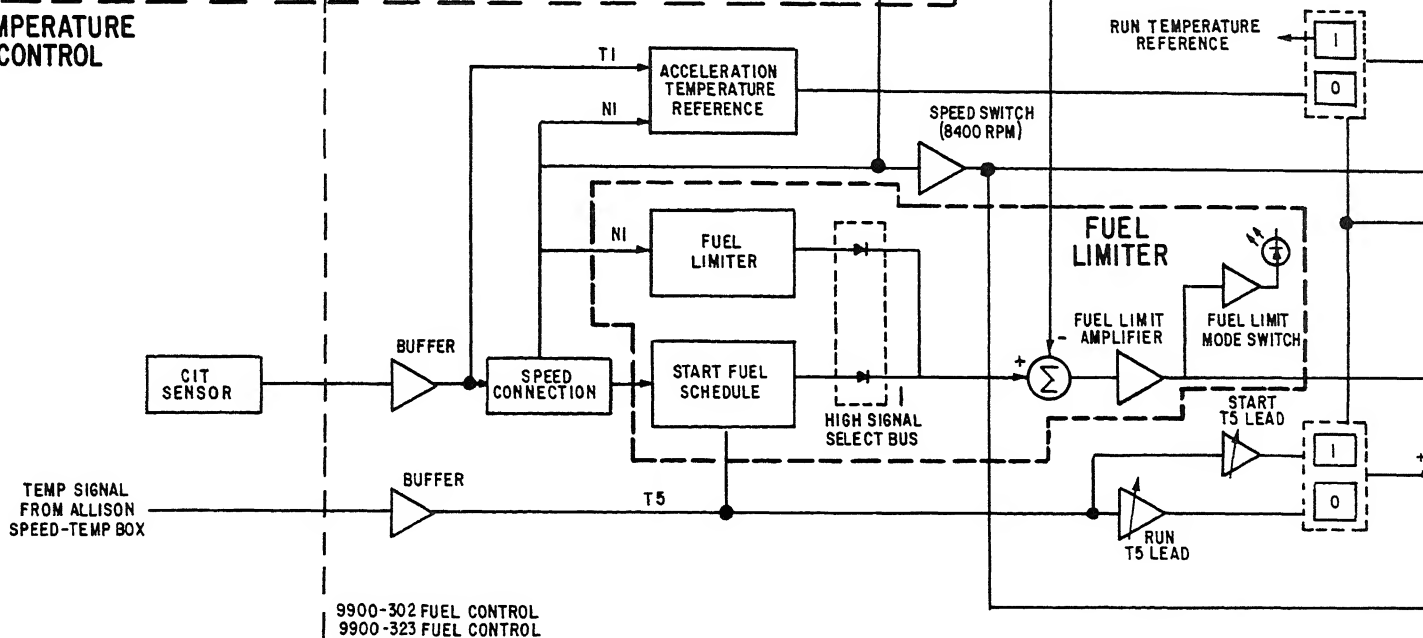 MPERATURE
CONTROL
RUN TEMPERATURE
REFERENCE
1
0
T1
N1
ACCELERATION
TEMPERATURE
REFERENCE
SPEED SWITCH
(8400 RPM)
N1
FUEL
LIMITER
FUEL
LIMITER
FUEL LIMIT
AMPLIFIER
FUEL LIMIT
MODE SWITCH
CIT
SENSOR
BUFFER
SPEED
CONNECTION
START FUEL
SCHEDULE
HIGH SIGNAL
SELECT BUS
+
-
Σ
START
T5 LEAD
1
0
+
TEMP SIGNAL
FROM ALLISON
SPEED-TEMP BOX
BUFFER
T5
RUN
T5 LEAD
9900-302 FUEL CONTROL
9900-323 FUEL CONTROL